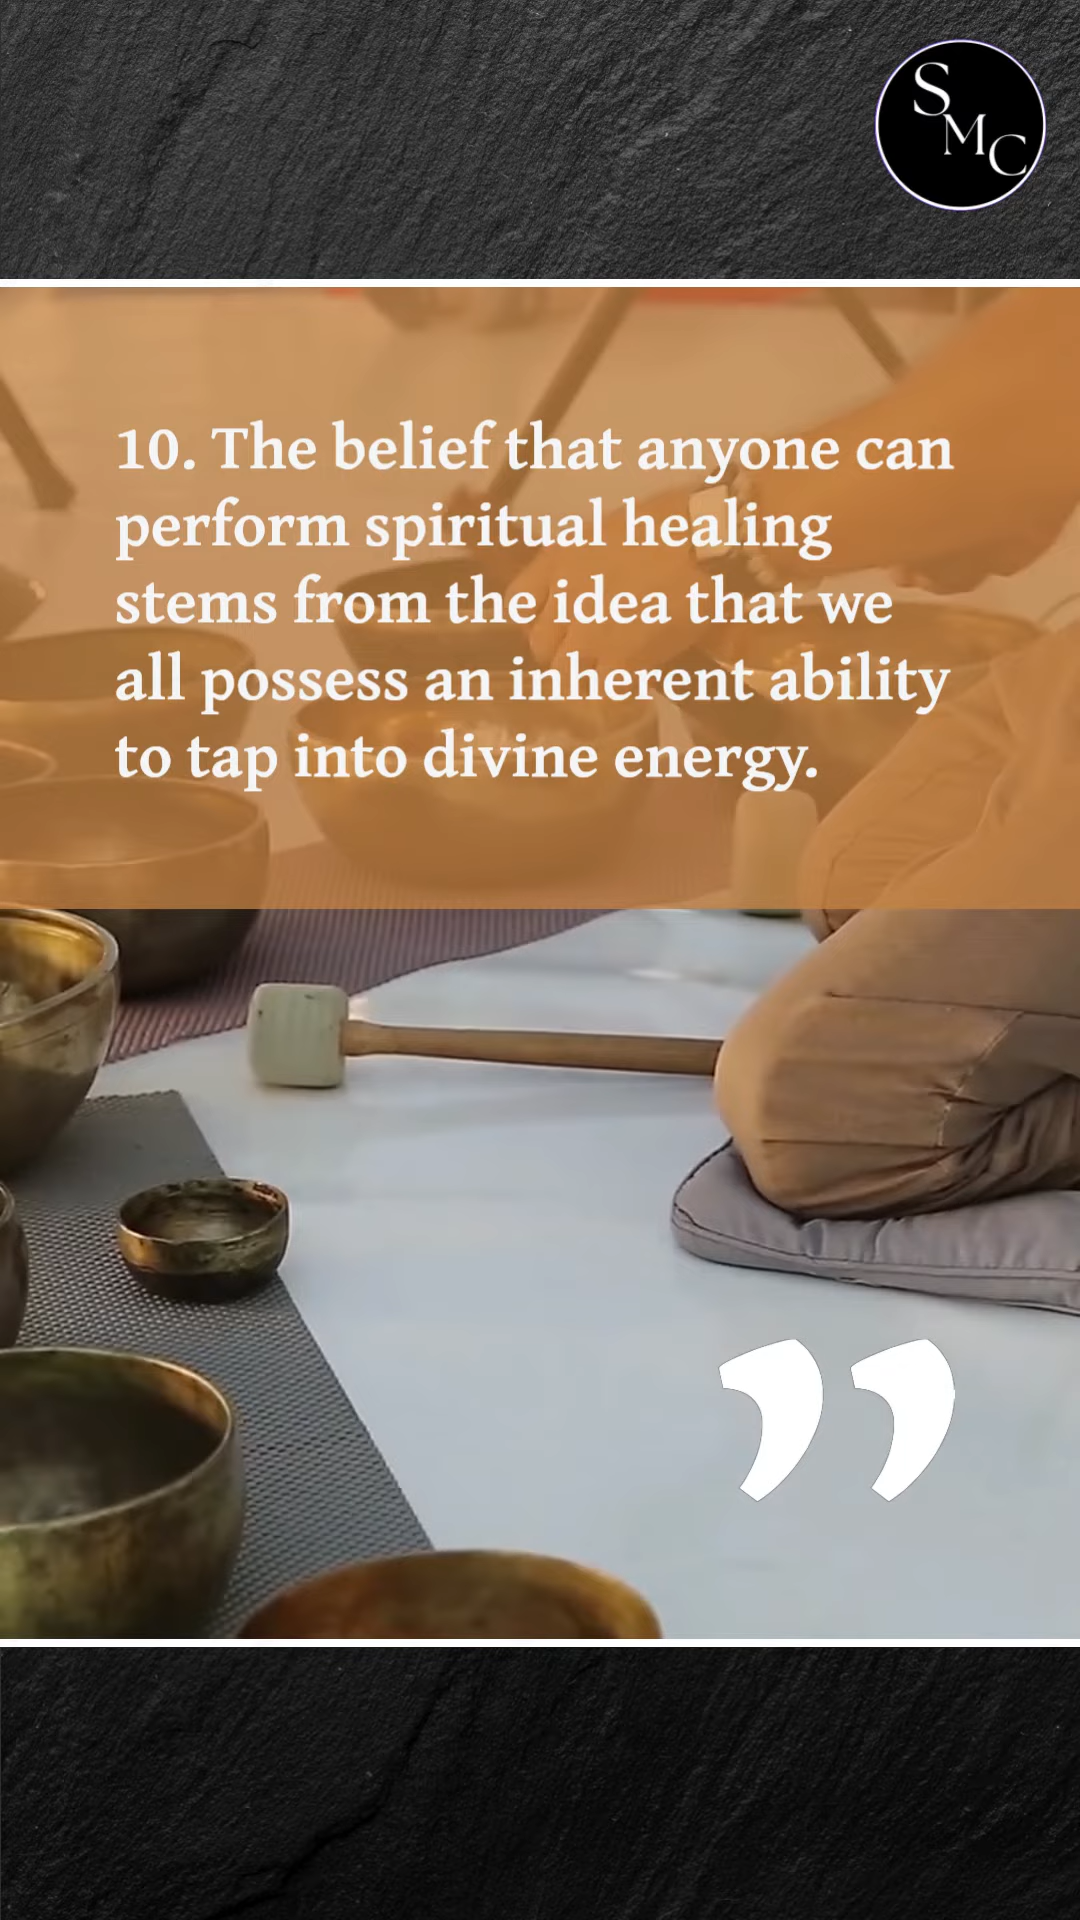 S
M
C
10. The belief that anyone can
perform spiritual healing
stems from the idea that we
all possess an inherent ability
to tap into divine energy.
”